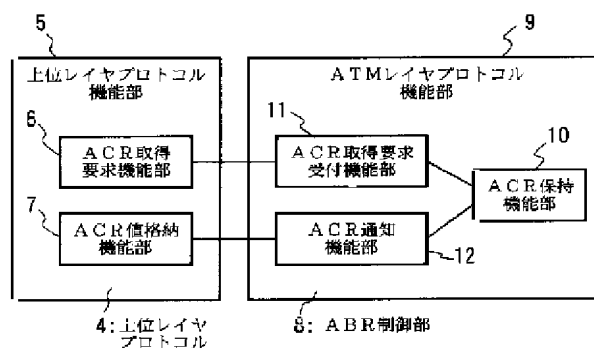 5
9
上位レイヤプロトコル
機能部
ATMレイヤプロトコル
機能部
6
11
10
ACR取得
要求機能部
ACR取得要求
受付機能部
ACR保持
機能部
7
ACR値格納
機能部
ACR通知
機能部
12
4:上位レイヤ
プロトコル
8: ABR制御部